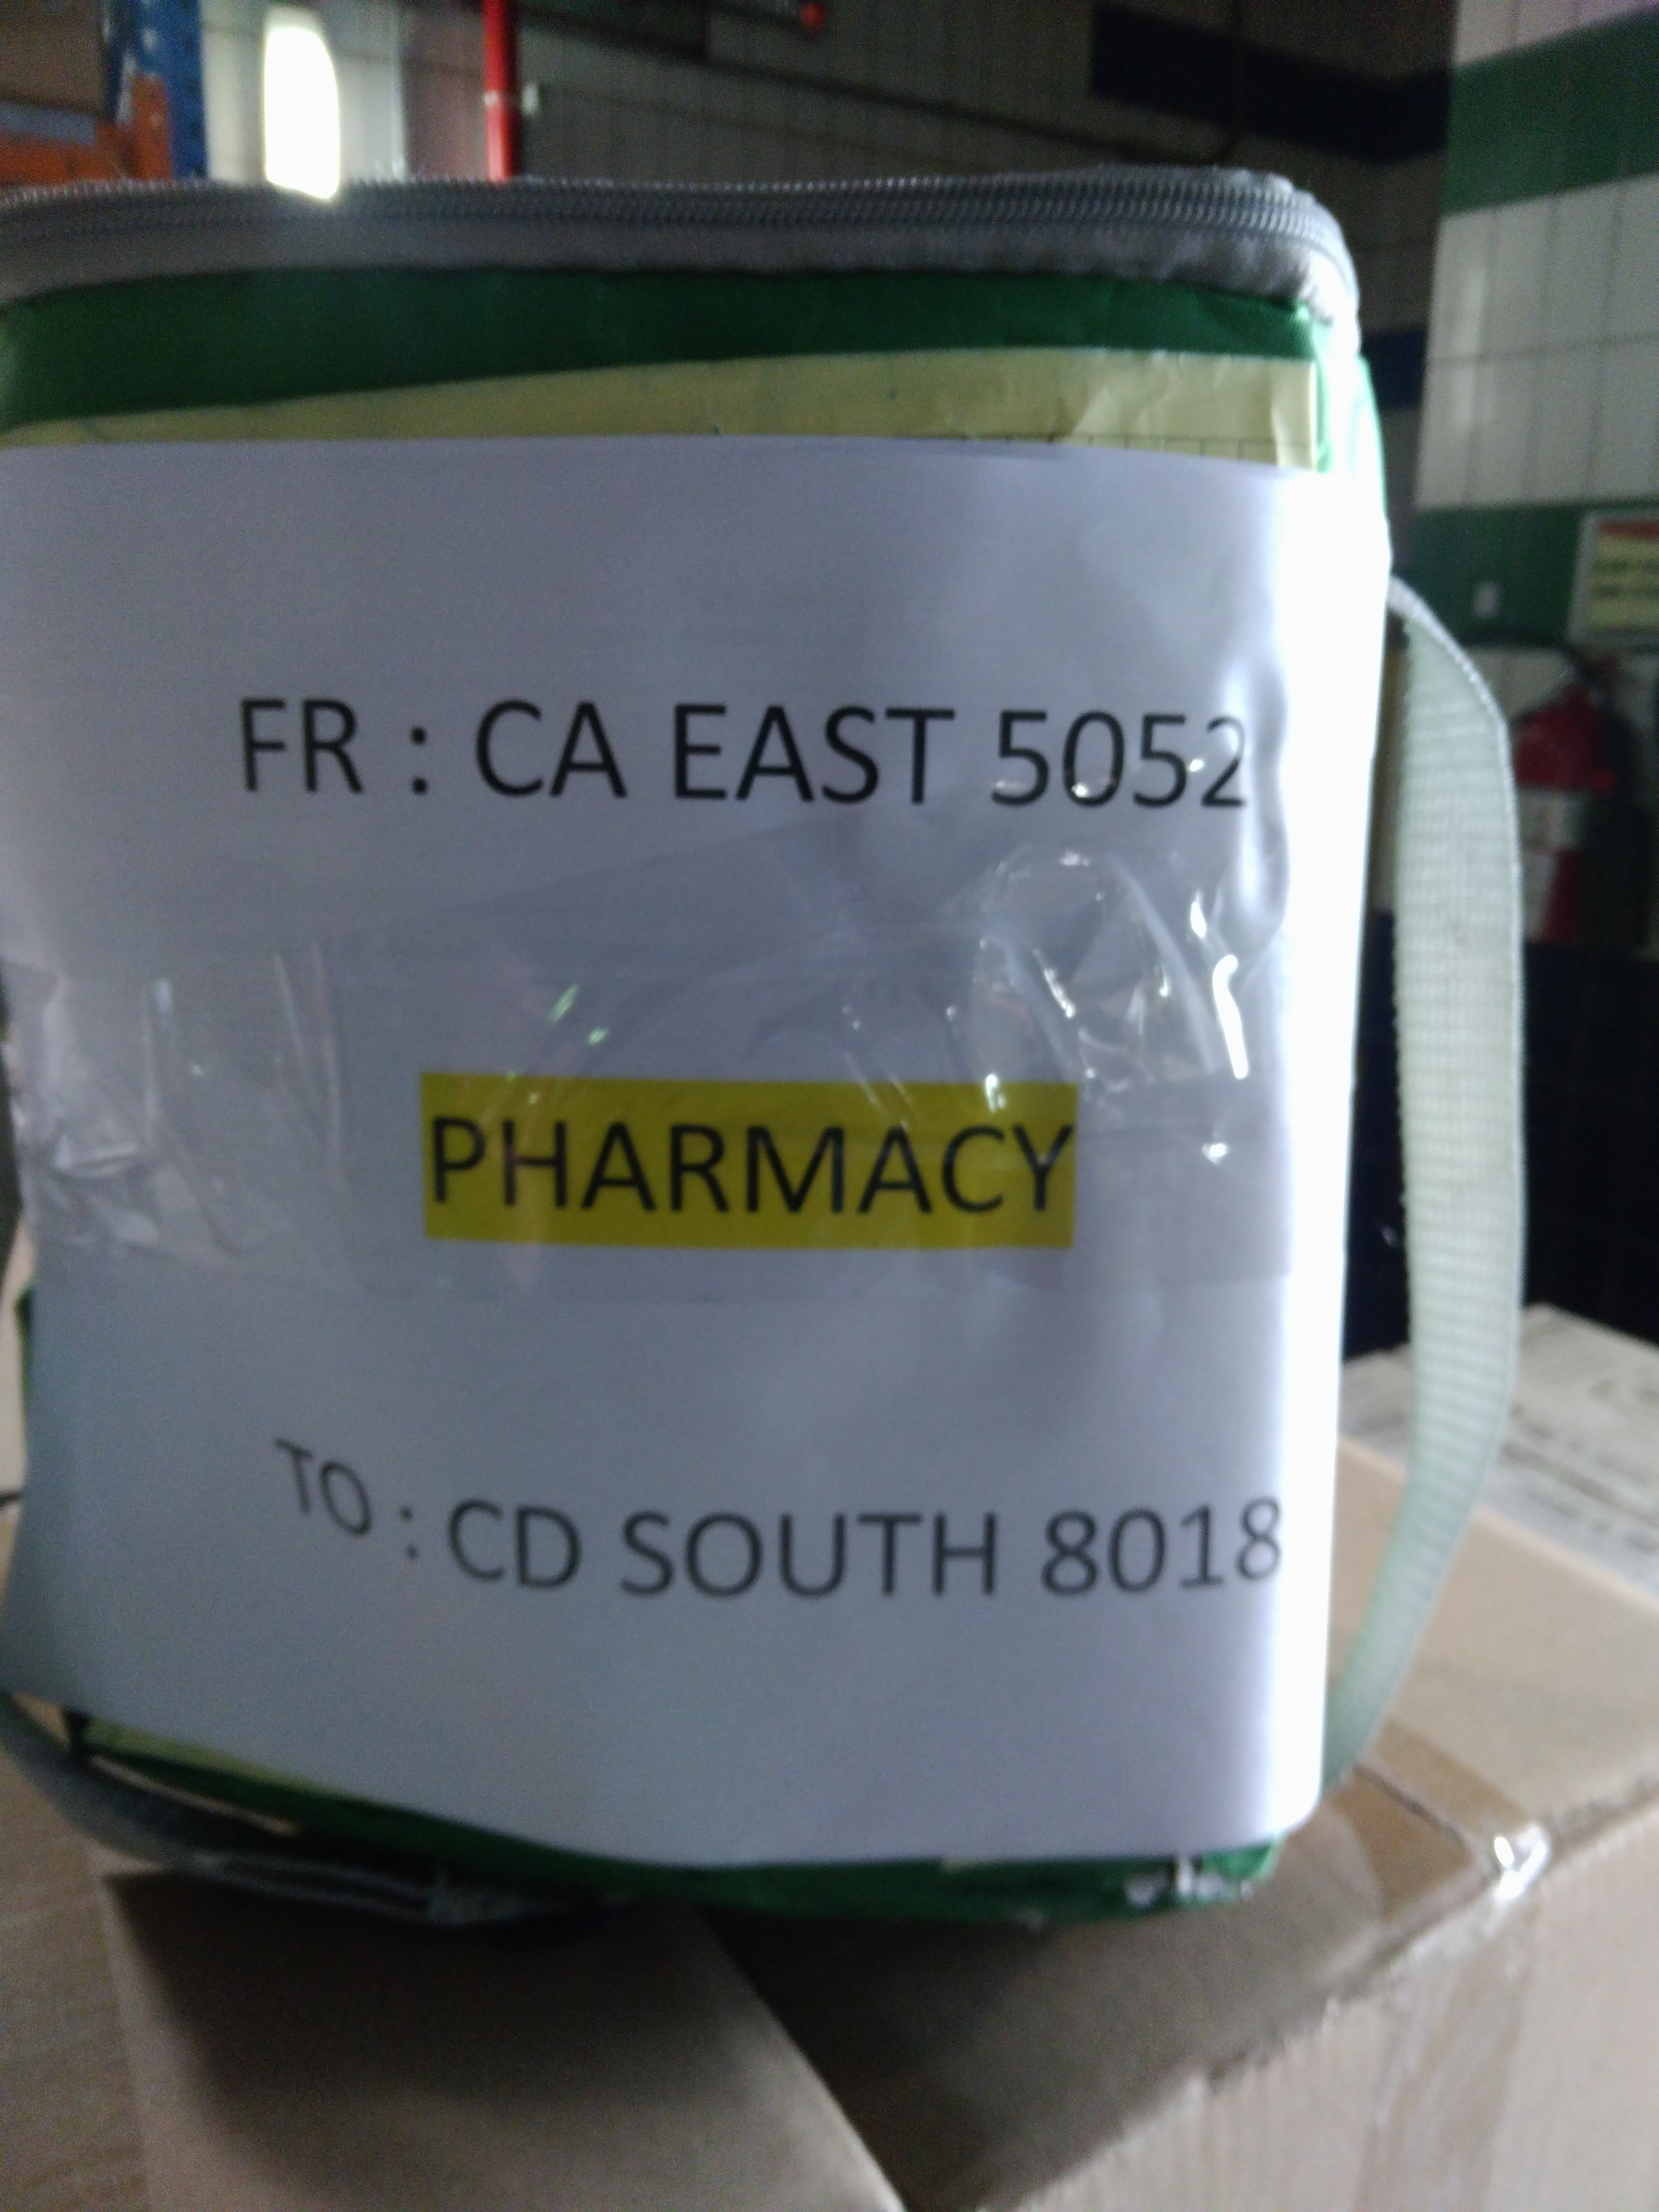 FR : CA EAST 5052
PHARMACY
TO : CD SOUTH 8018